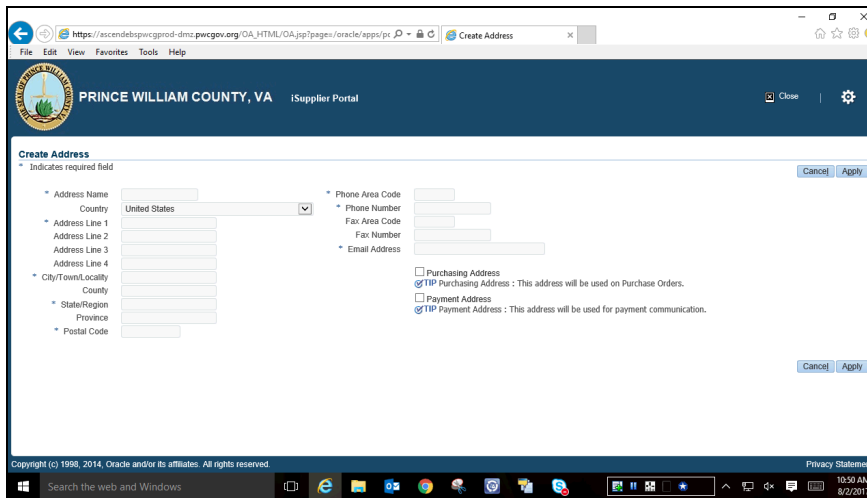 https://ascendebspwcgprod-dmz.pwcgov.org/OA_HTML/OA.jsp?page=/oracle/apps/pc
Create Address
File Edit View Favorites Tools Help
PRINCE WILLIAM COUNTY, VA iSupplier Portal
Close
Create Address
* Indicates required field
Cancel Apply
* Address Name
Country United States
* Address Line 1
Address Line 2
Address Line 3
Address Line 4
* City/Town/Locality
County
* State/Region
Province
* Postal Code
* Phone Area Code
* Phone Number
Fax Area Code
Fax Number
* Email Address
Purchasing Address
TIP Purchasing Address : This address will be used on Purchase Orders.
Payment Address
TIP Payment Address : This address will be used for payment communication.
Cancel Apply
Copyright (c) 1998, 2014, Oracle and/or its affiliates. All rights reserved.
Privacy Stateme
Search the web and Windows
10:50 AM
8/2/201